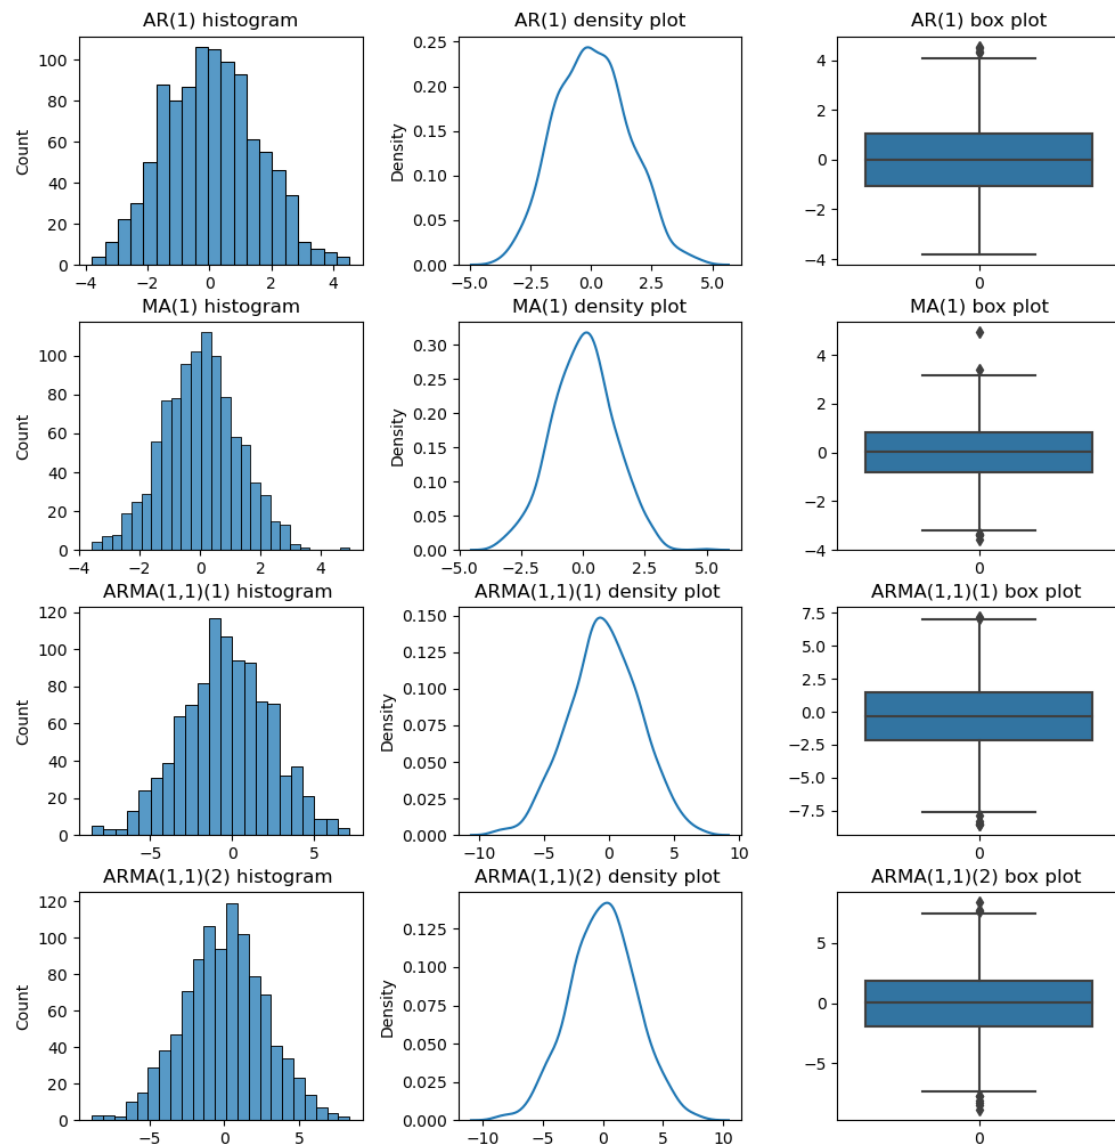 AR(1) histogram
AR(1) density plot
AR(1) box plot
Count
100
80
60
40
20
0
−4 −2 0 2 4
Density
0.25
0.20
0.15
0.10
0.05
0.00
−5.0 −2.5 0.0 2.5 5.0
4
2
0
−2
−4
0
MA(1) histogram
MA(1) density plot
MA(1) box plot
Count
100
80
60
40
20
0
−4 −2 0 2 4
Density
0.30
0.25
0.20
0.15
0.10
0.05
0.00
−5.0 −2.5 0.0 2.5 5.0
4
2
0
−2
−4
0
ARMA(1,1)(1) histogram
ARMA(1,1)(1) density plot
ARMA(1,1)(1) box plot
Count
120
100
80
60
40
20
0
−5 0 5
Density
0.150
0.125
0.100
0.075
0.050
0.025
0.000
−10 −5 0 5 10
7.5
5.0
2.5
0.0
−2.5
−5.0
−7.5
0
ARMA(1,1)(2) histogram
ARMA(1,1)(2) density plot
ARMA(1,1)(2) box plot
Count
120
100
80
60
40
20
0
−5 0 5
Density
0.125
0.100
0.075
0.050
0.025
0.000
−10 −5 0 5 10
5
0
−5
0